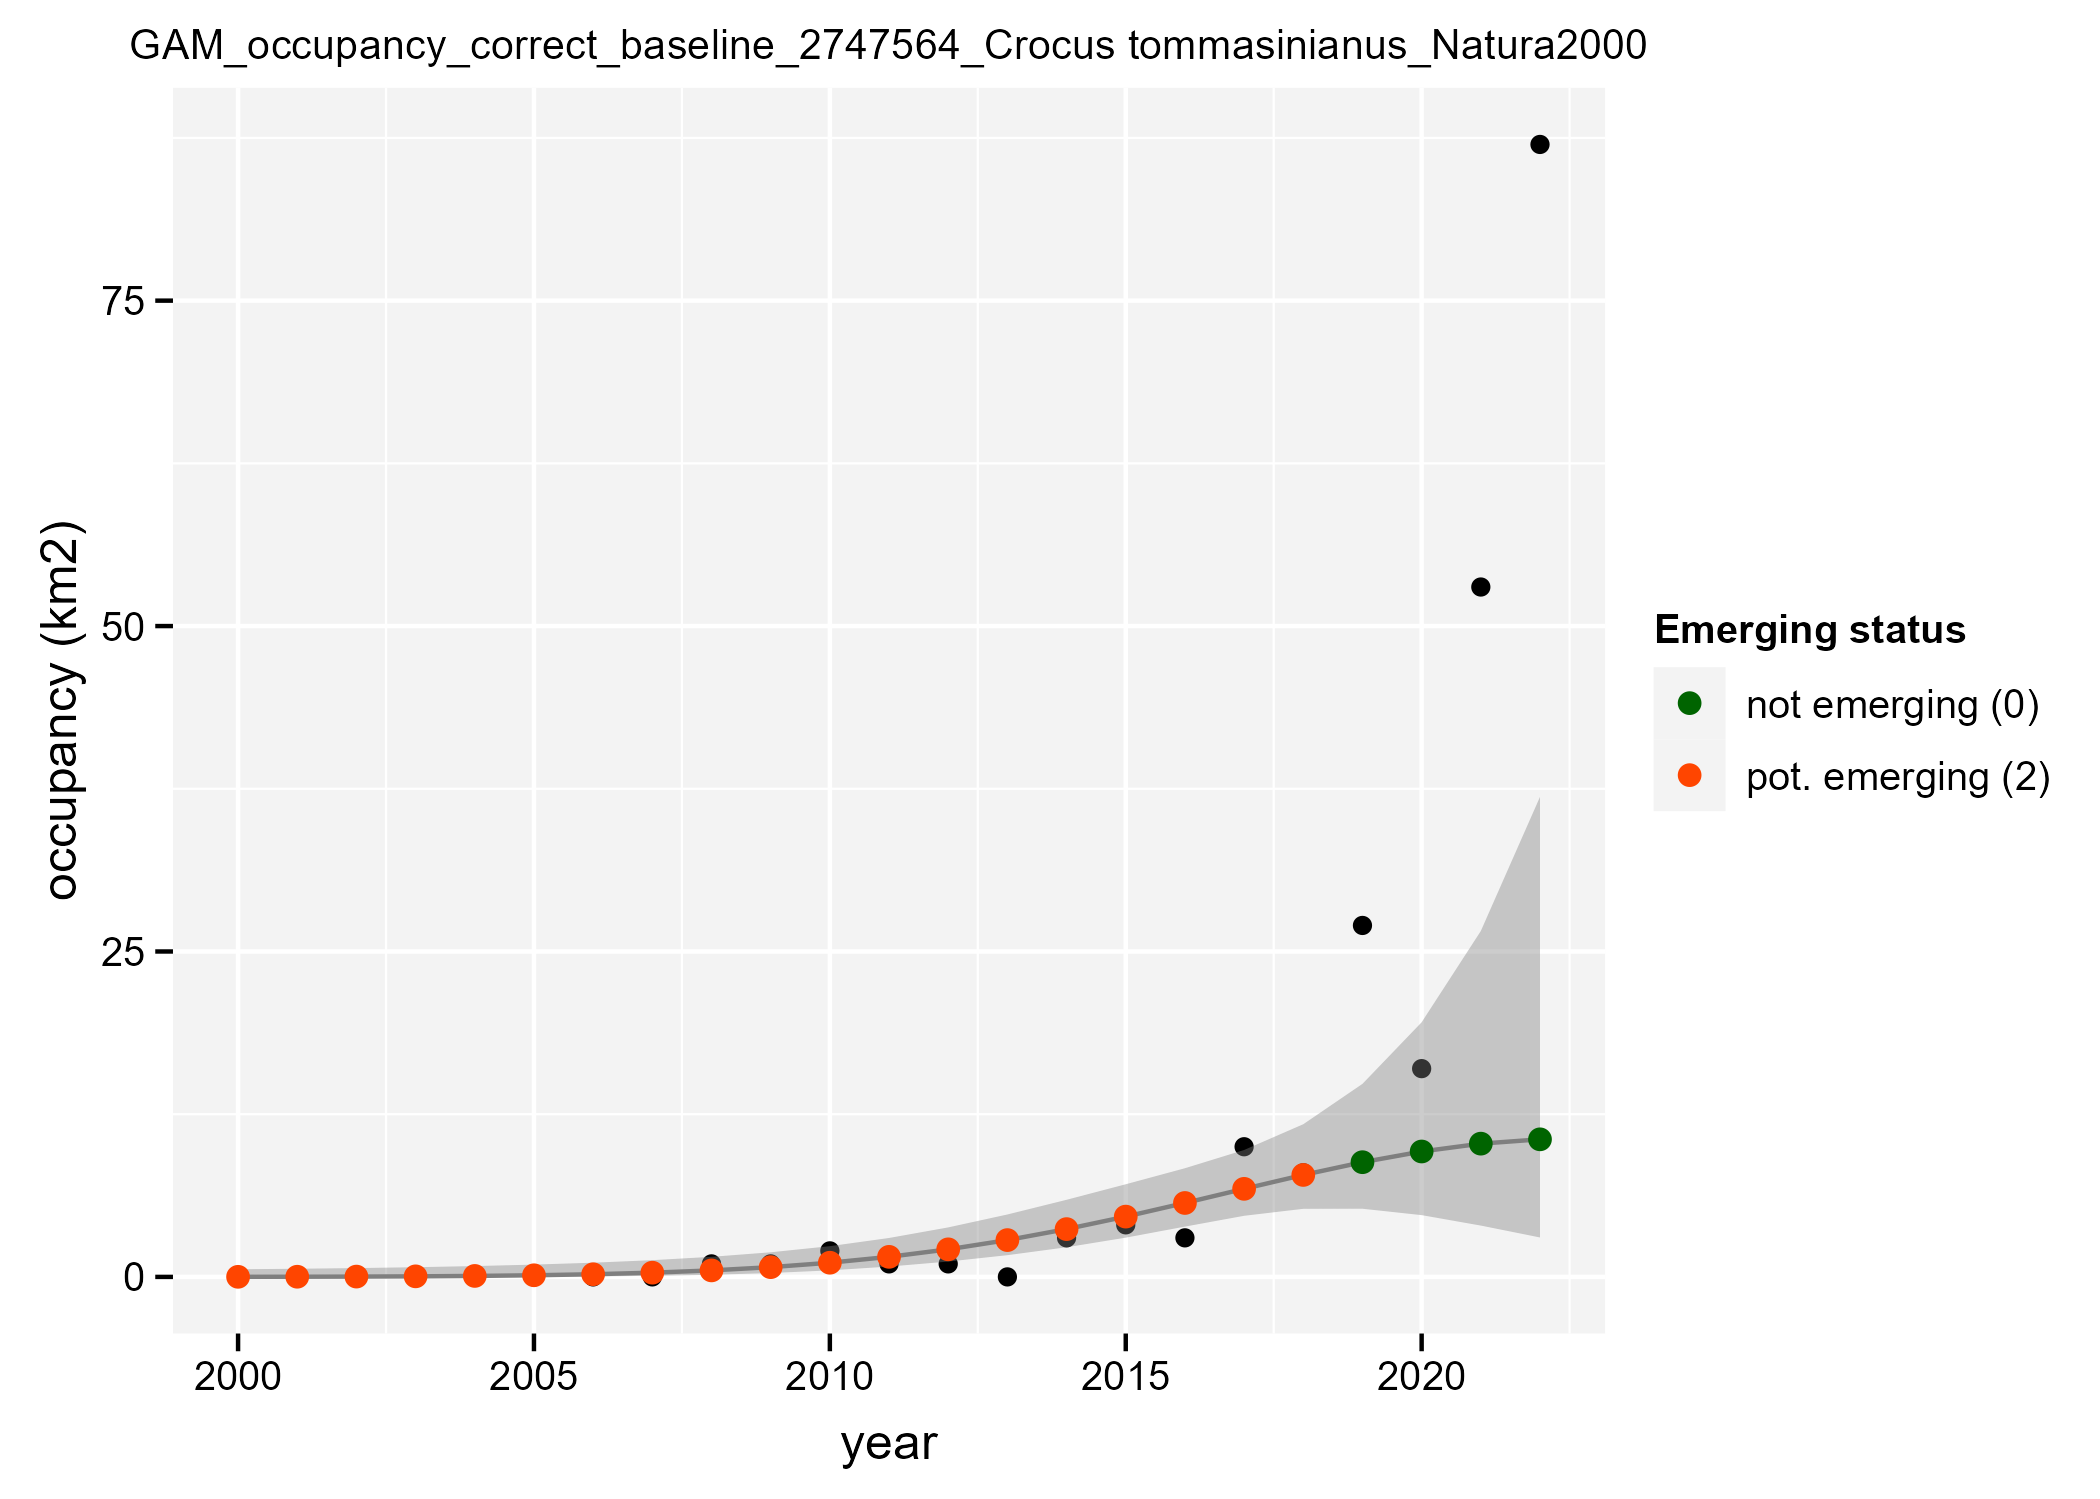 GAM_occupancy_correct_baseline_2747564_Crocus tommasinianus_Natura2000
75
50
25
0
occupancy (km2)
2000
2005
2010
2015
2020
year
Emerging status
not emerging (0)
pot. emerging (2)